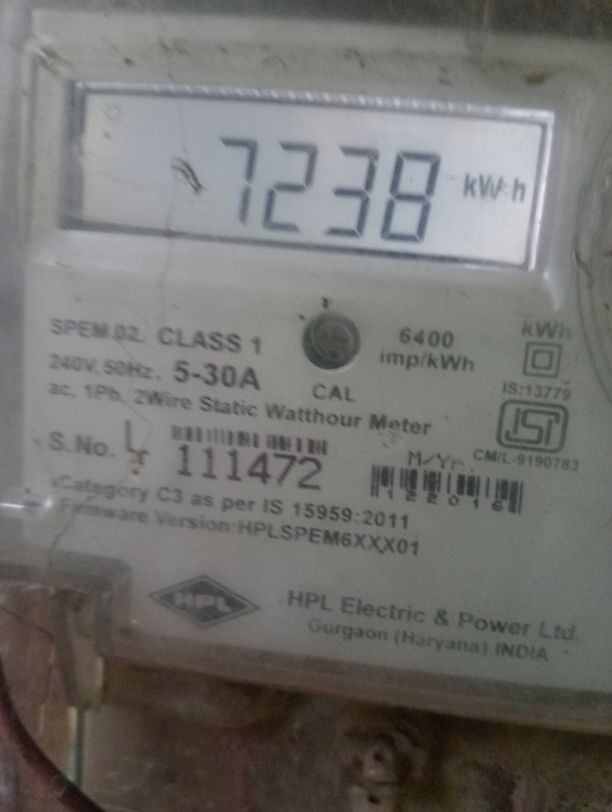 7238 kWh
SPEM.02. CLASS 1
240V,50Hz. 5-30A
ac, 1Ph, 2Wire Static Watthour Meter
CAL
6400
imp/kWh
kWh
IS:13779
ISI
CM/L-9190783
S.No.
111472
M/Yr.
122016
Category C3 as per IS 15959:2011
Firmware Version:HPLSPEM6XXX01
HPL
HPL Electric & Power Ltd.
Gurgaon (Haryana) INDIA